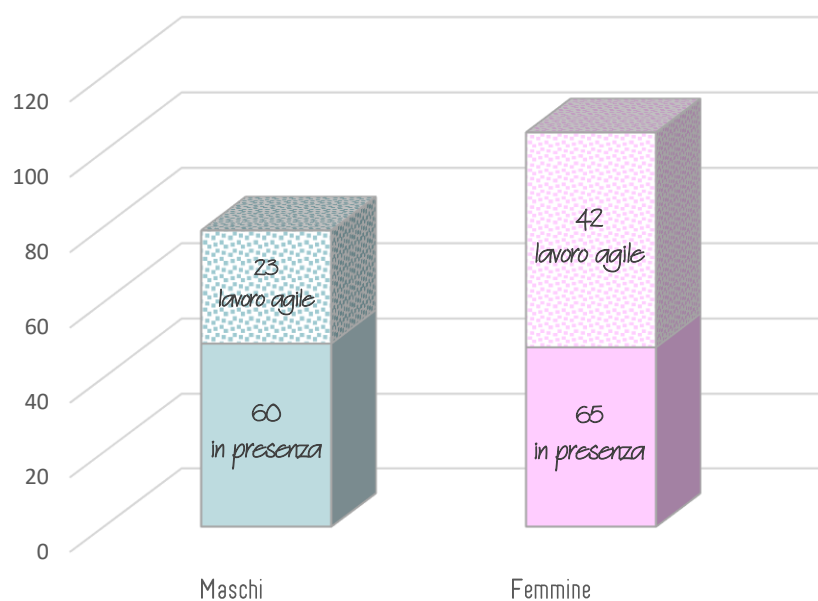 120
100
80
60
40
20
0
23
lavoro agile
60
in presenza
42
lavoro agile
65
in presenza
Maschi
Femmine